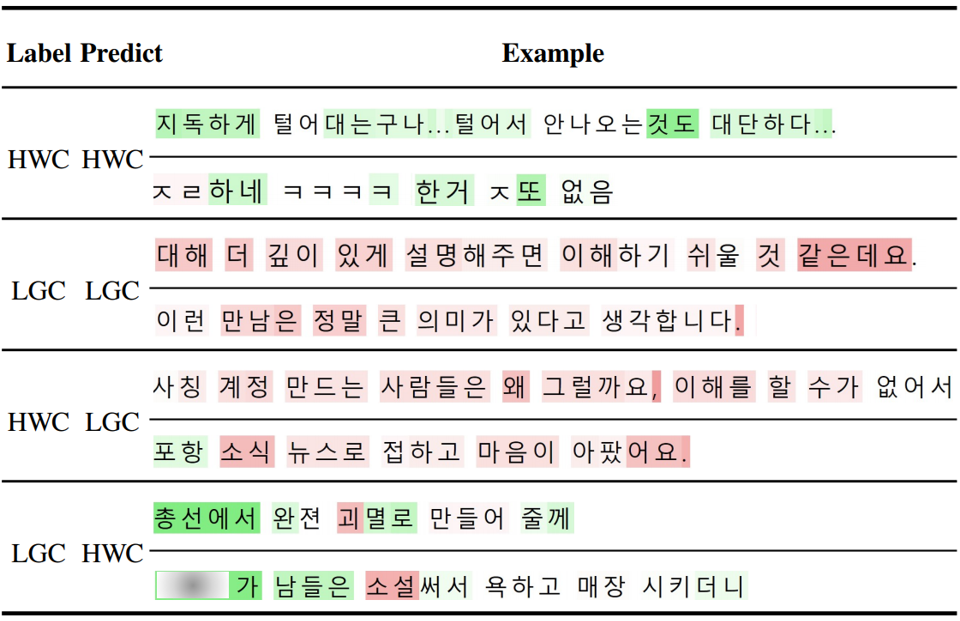 Label Predict Example
지독하게 털어대는구나...털어서 안나오는것도 대단하다...
HWC HWC
ㅈㄹ하네 ㅋㅋㅋㅋ 한거 ㅈ또 없음
대해 더 깊이 있게 설명해주면 이해하기 쉬울 것 같은데요.
LGC LGC
이런 만남은 정말 큰 의미가 있다고 생각합니다.
사칭 계정 만드는 사람들은 왜 그럴까요, 이해를 할 수가 없어서
HWC LGC
포항 소식 뉴스로 접하고 마음이 아팠어요.
총선에서 완젼 괴멸로 만들어 줄께
LGC HWC
가 남들은 소설써서 욕하고 매장 시키더니